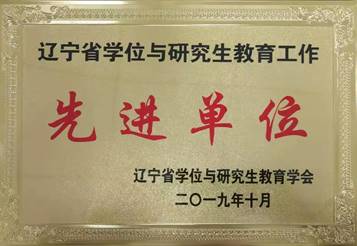 辽宁省学位与研究生教育工作
先进单位
辽宁省学位与研究生教育学会
二〇一九年十月